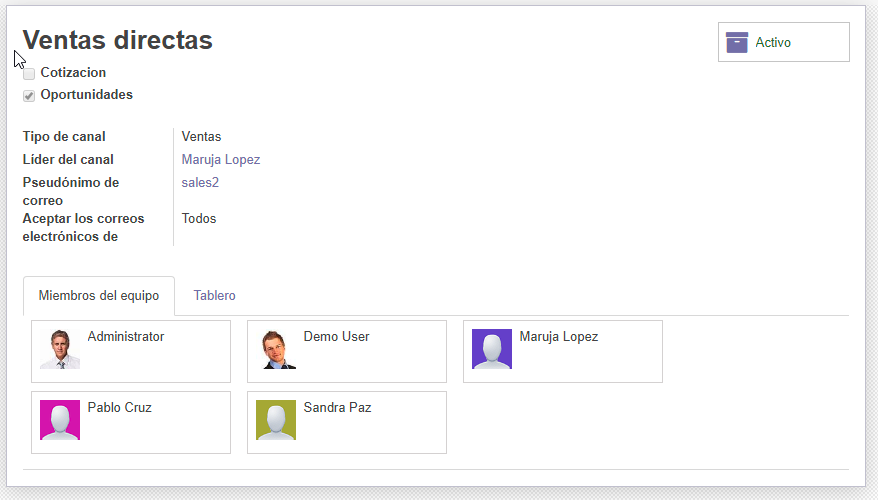 Ventas directas
Activo
Cotizacion
Oportunidades
Tipo de canal Ventas
Líder del canal Maruja Lopez
Pseudónimo de sales2
correo
Aceptar los correos Todos
electrónicos de
Miembros del equipo Tablero
Administrator Demo User Maruja Lopez
Pablo Cruz Sandra Paz